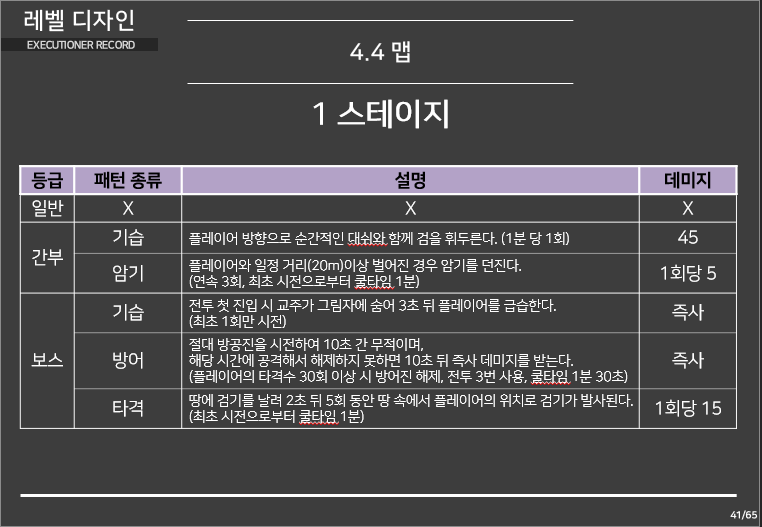 레벨 디자인
EXECUTIONER RECORD
4.4 맵
1 스테이지
등급 패턴 종류 설명 데미지
일반 X X X
간부 기습 플레이어 방향으로 순간적인 대쉬와 함께 검을 휘두른다. (1분 당 1회) 45
암기 플레이어와 일정 거리(20m)이상 벌어진 경우 암기를 던진다.
(연속 3회, 최초 시전으로부터 쿨타임 1분) 1회당 5
보스 기습 전투 첫 진입 시 교주가 그림자에 숨어 3초 뒤 플레이어를 급습한다.
(최초 1회만 시전) 즉사
방어 절대 방공진을 시전하여 10초 간 무적이며,
해당 시간에 공격해서 해제하지 못하면 10초 뒤 즉사 데미지를 받는다.
(플레이어의 타격수 30회 이상 시 방어진 해제, 전투 3번 사용, 쿨타임 1분 30초) 즉사
타격 땅에 검기를 날려 2초 뒤 5회 동안 땅 속에서 플레이어의 위치로 검기가 발사된다.
(최초 시전으로부터 쿨타임 1분) 1회당 15
41/65